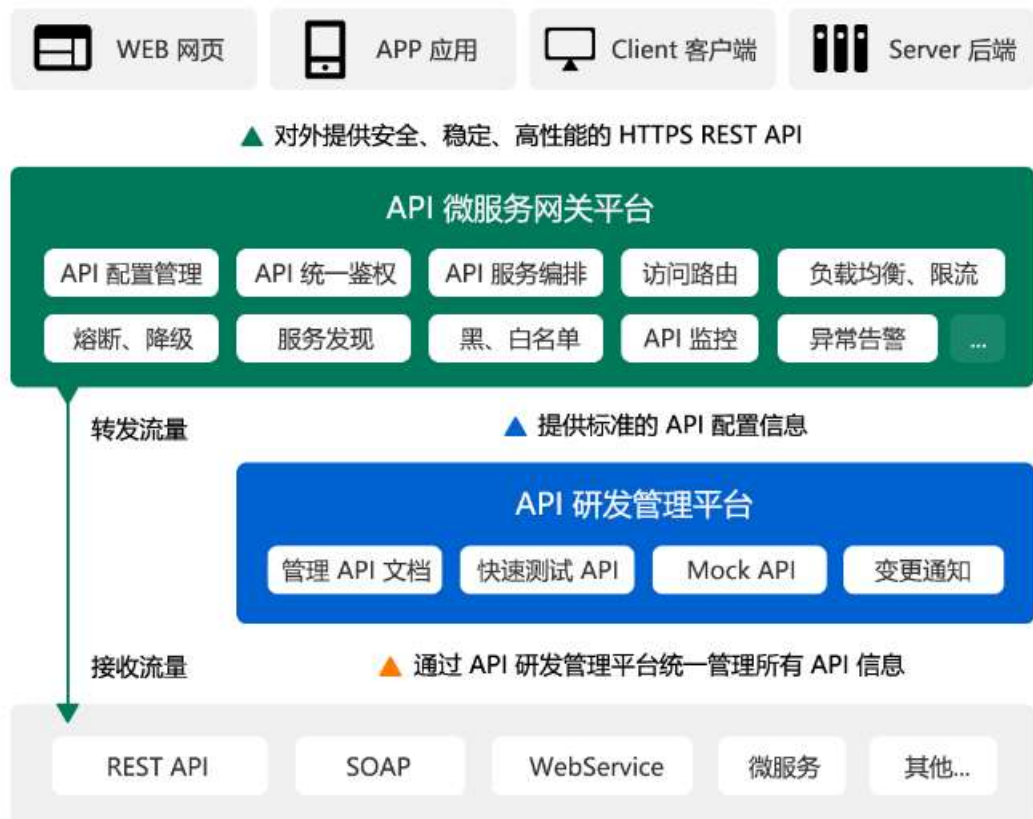 WEB 网页 APP 应用 Client 客户端 Server 后端
对外提供安全、稳定、高性能的 HTTPS REST API
API 微服务网关平台
API 配置管理 API 统一鉴权 API 服务编排 访问路由 负载均衡、限流
熔断、降级 服务发现 黑、白名单 API 监控 异常告警 ...
转发流量 提供标准的 API 配置信息
API 研发管理平台
管理 API 文档 快速测试 API Mock API 变更通知
接收流量 通过 API 研发管理平台统一管理所有 API 信息
REST API SOAP WebService 微服务 其他...